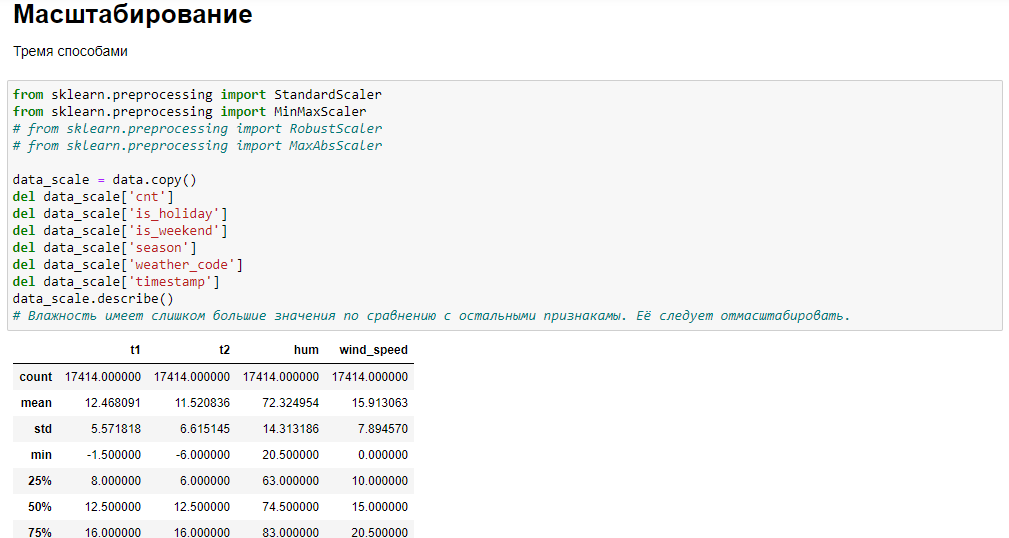 Масштабирование
Тремя способами
from sklearn.preprocessing import StandardScaler
from sklearn.preprocessing import MinMaxScaler
# from sklearn.preprocessing import RobustScaler
# from sklearn.preprocessing import MaxAbsScaler
data_scale = data.copy()
del data_scale['cnt']
del data_scale['is_holiday']
del data_scale['is_weekend']
del data_scale['season']
del data_scale['weather_code']
del data_scale['timestamp']
data_scale.describe()
# Влажность имеет слишком большие значения по сравнению с остальными признакамы. Её следует отмасштабировать.
t1 t2 hum wind_speed
count 17414.000000 17414.000000 17414.000000 17414.000000
mean 12.468091 11.520836 72.324954 15.913063
std 5.571818 6.615145 14.313186 7.894570
min -1.500000 -6.000000 20.500000 0.000000
25% 8.000000 6.000000 63.000000 10.000000
50% 12.500000 12.500000 74.500000 15.000000
75% 16.000000 16.000000 83.000000 20.500000